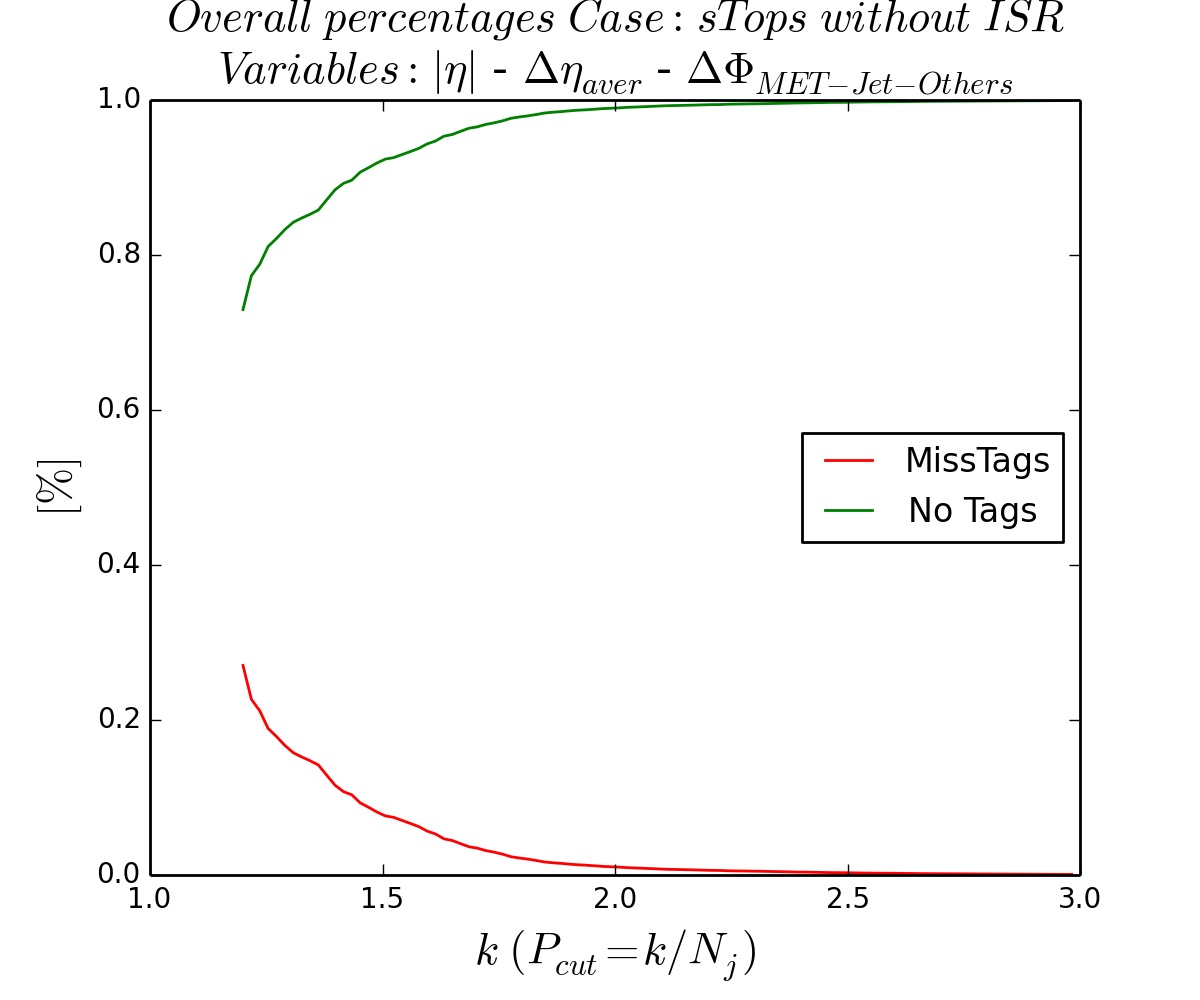 Overall percentages Case: sTops without ISR
Variables: |η| - Δη_aver - ΔΦ_MET−Jet−Others
1.0
0.8
0.6
0.4
0.2
0.0
[%]
MissTags
No Tags
1.0 1.5 2.0 2.5 3.0
k (P_cut=k/N_j)